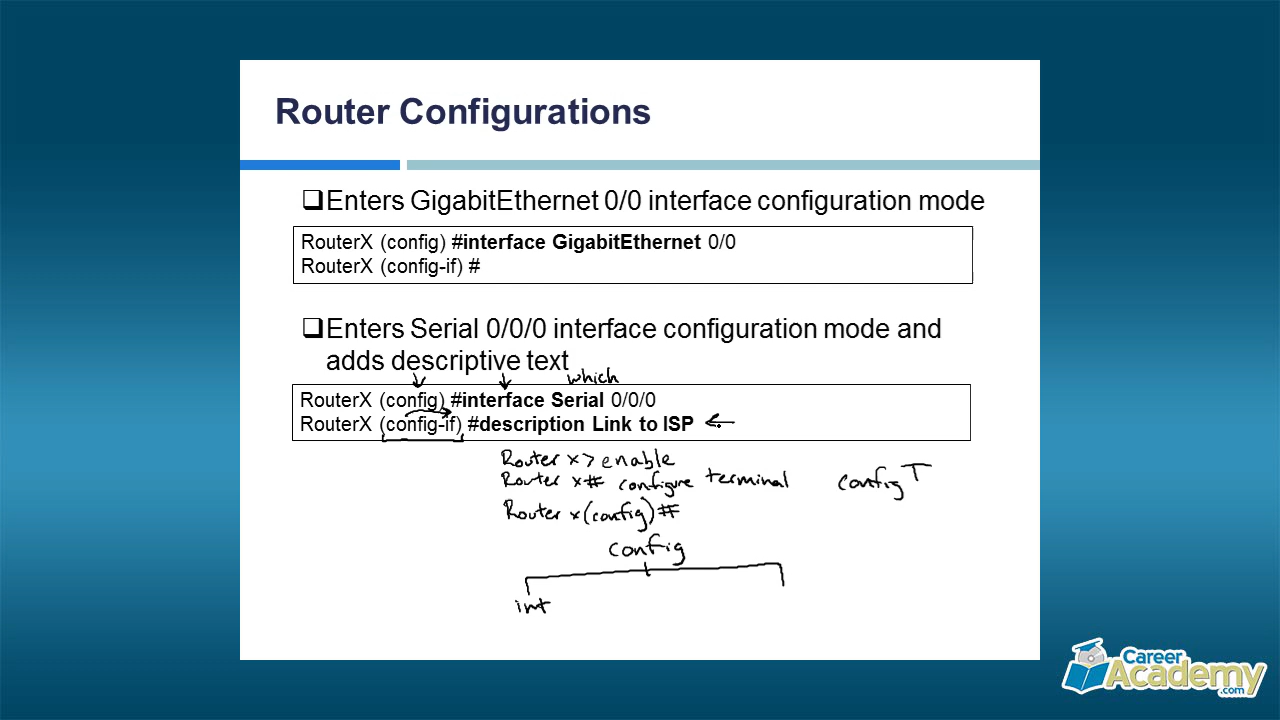 Router Configurations
❑Enters GigabitEthernet 0/0 interface configuration mode
RouterX (config) #interface GigabitEthernet 0/0
RouterX (config-if) #
❑Enters Serial 0/0/0 interface configuration mode and
adds descriptive text
which
RouterX (config) #interface Serial 0/0/0
RouterX (config-if) #description Link to ISP
Router x>enable
Router x# configure terminal config T
Router x(config)#
config
int
Career
Academy
.com